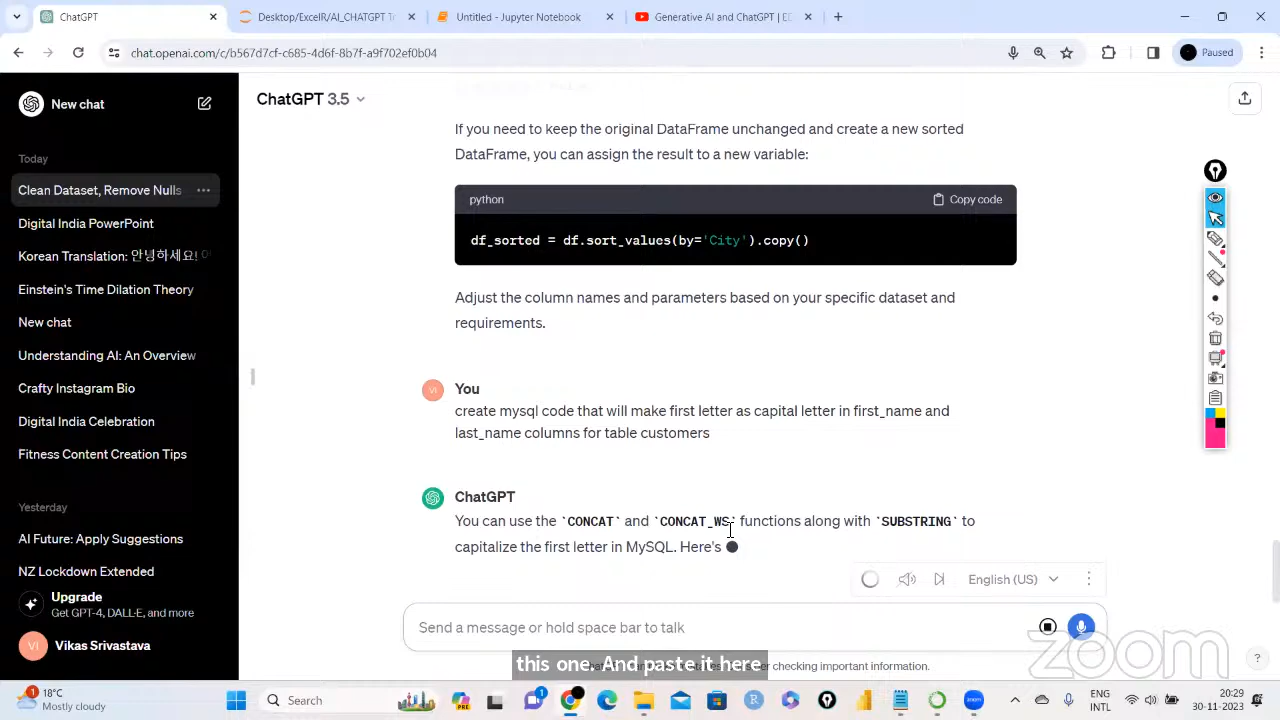 ChatGPT
Desktop/ExcelR/AI_CHATGPT
Untitled - Jupyter Notebook
Generative AI and ChatGPT |
chat.openai.com/c/b567d7cf-c685-4d6f-8b7f-a9f702ef0b04
Paused
New chat
ChatGPT 3.5
Today
Clean Dataset, Remove Nulls
Digital India PowerPoint
Korean Translation: 안녕하세요!
Einstein's Time Dilation Theory
New chat
Understanding AI: An Overview
Crafty Instagram Bio
Digital India Celebration
Fitness Content Creation Tips
Yesterday
AI Future: Apply Suggestions
NZ Lockdown Extended
Upgrade
Get GPT-4, DALL·E, and more
VI
Vikas Srivastava
If you need to keep the original DataFrame unchanged and create a new sorted
DataFrame, you can assign the result to a new variable:
python
Copy code
df_sorted = df.sort_values(by='City').copy()
Adjust the column names and parameters based on your specific dataset and
requirements.
VI
You
create mysql code that will make first letter as capital letter in first_name and
last_name columns for table customers
ChatGPT
You can use the `CONCAT` and `CONCAT_WS` functions along with `SUBSTRING` to
capitalize the first letter in MySQL. Here's
English (US)
Send a message or hold space bar to talk
this one. And paste it here
checking important information.
zoom
?
1
18°C
Mostly cloudy
Search
PRE
1
ENG
INTL
20:29
30-11-2023